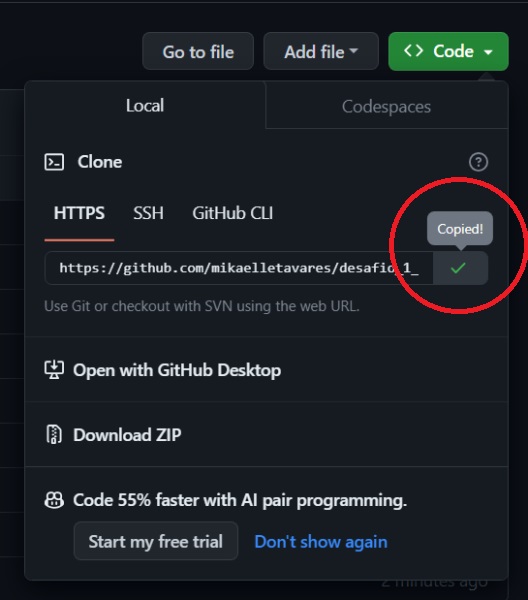 Go to file
Add file
Code
Local
Codespaces
Clone
HTTPS
SSH
GitHub CLI
Copied!
https://github.com/mikaelletavares/desafio_1_
Use Git or checkout with SVN using the web URL.
Open with GitHub Desktop
Download ZIP
Code 55% faster with AI pair programming.
Start my free trial
Don't show again
2 minutes ago